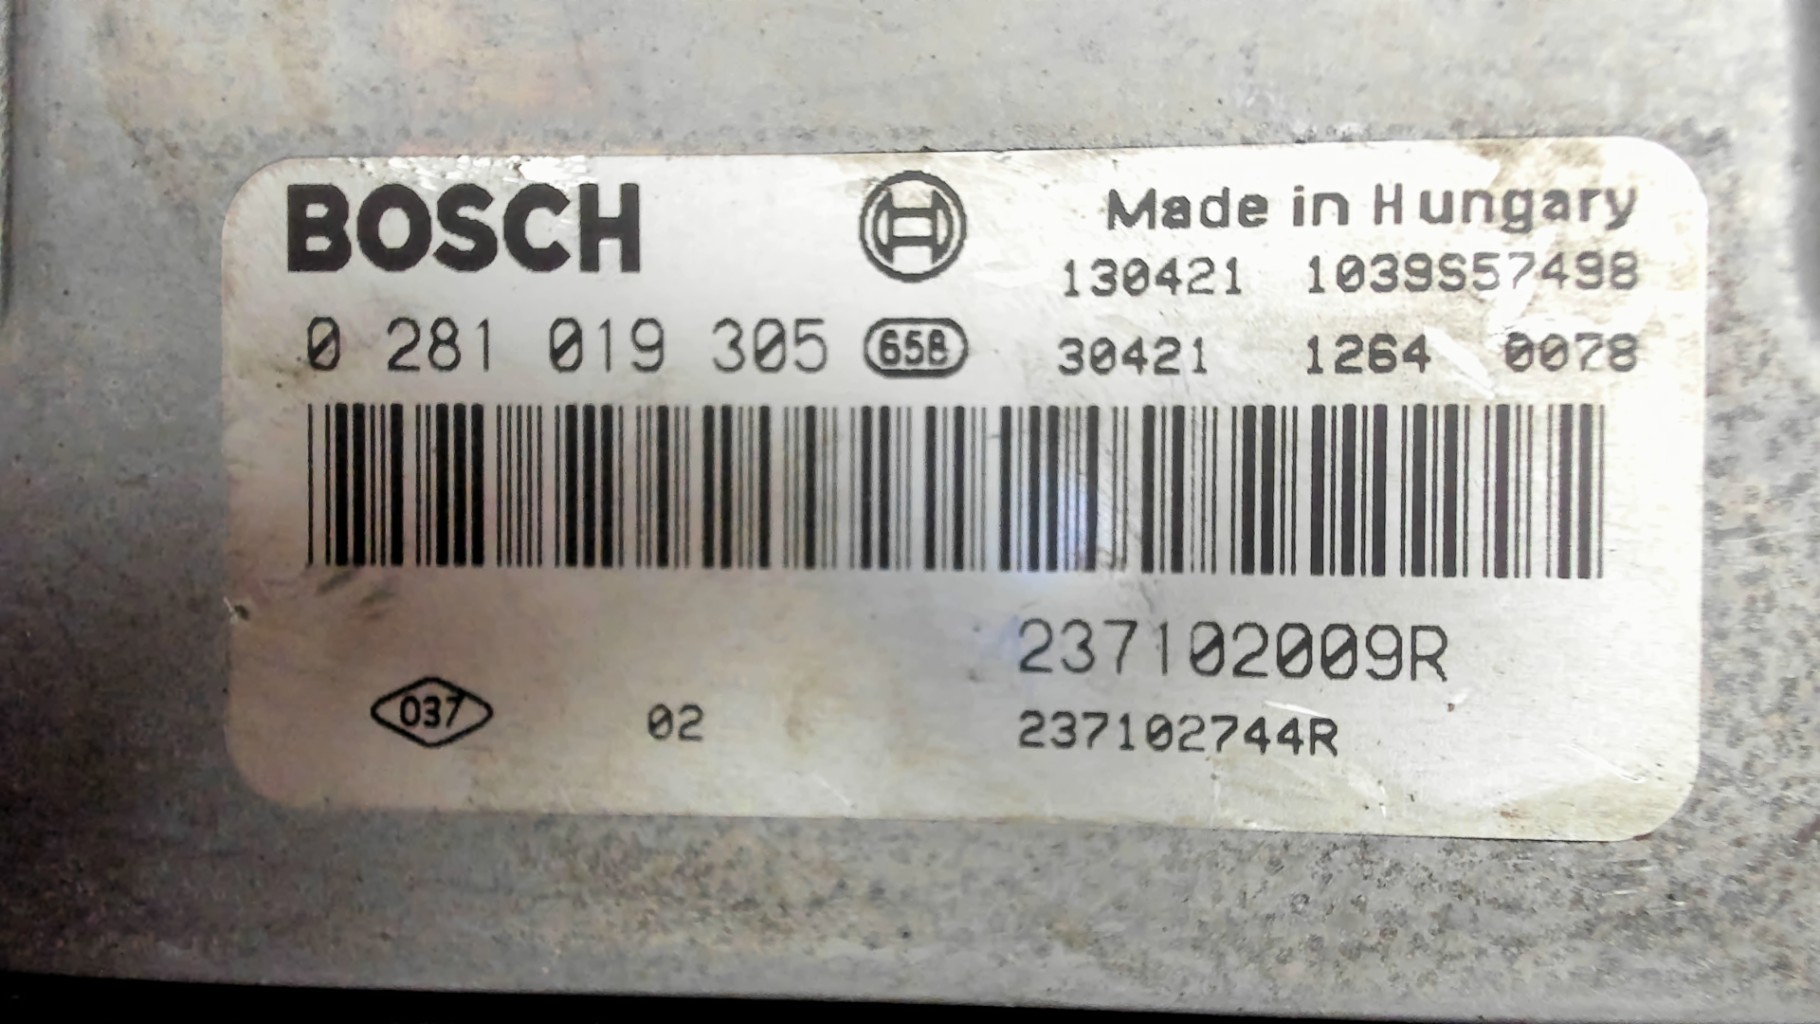 BOSCH
Made in Hungary
130421 1039S57498
0 281 019 305 658 30421 1264 0078
237102009R
037 02 237102744R